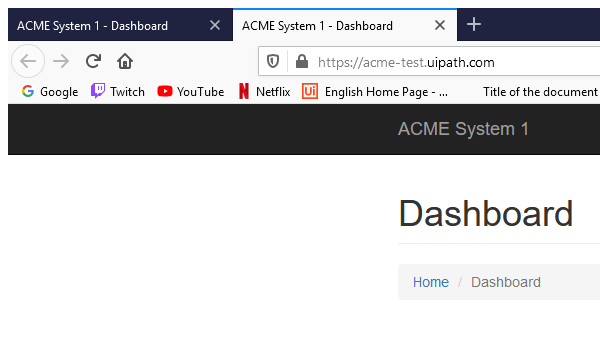 ACME System 1 - Dashboard ACME System 1 - Dashboard
https://acme-test.uipath.com
Google Twitch YouTube Netflix English Home Page - ... Title of the document
ACME System 1
Dashboard
Home / Dashboard